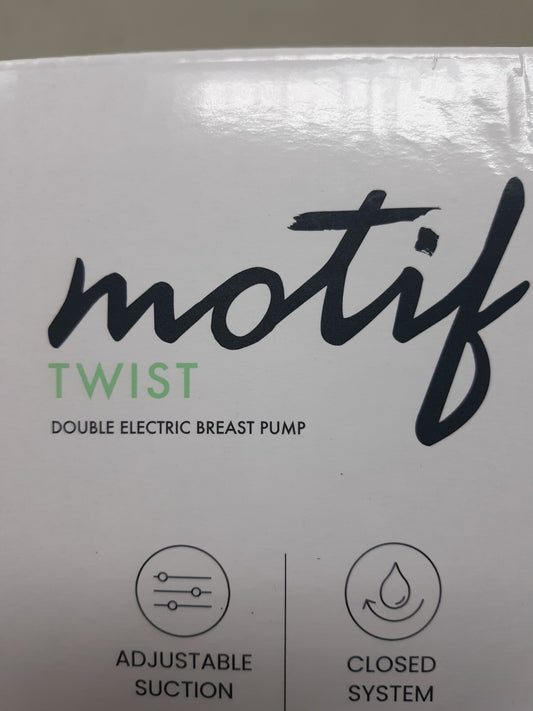 motif
TWIST
DOUBLE ELECTRIC BREAST PUMP
ADJUSTABLE
SUCTION
CLOSED
SYSTEM